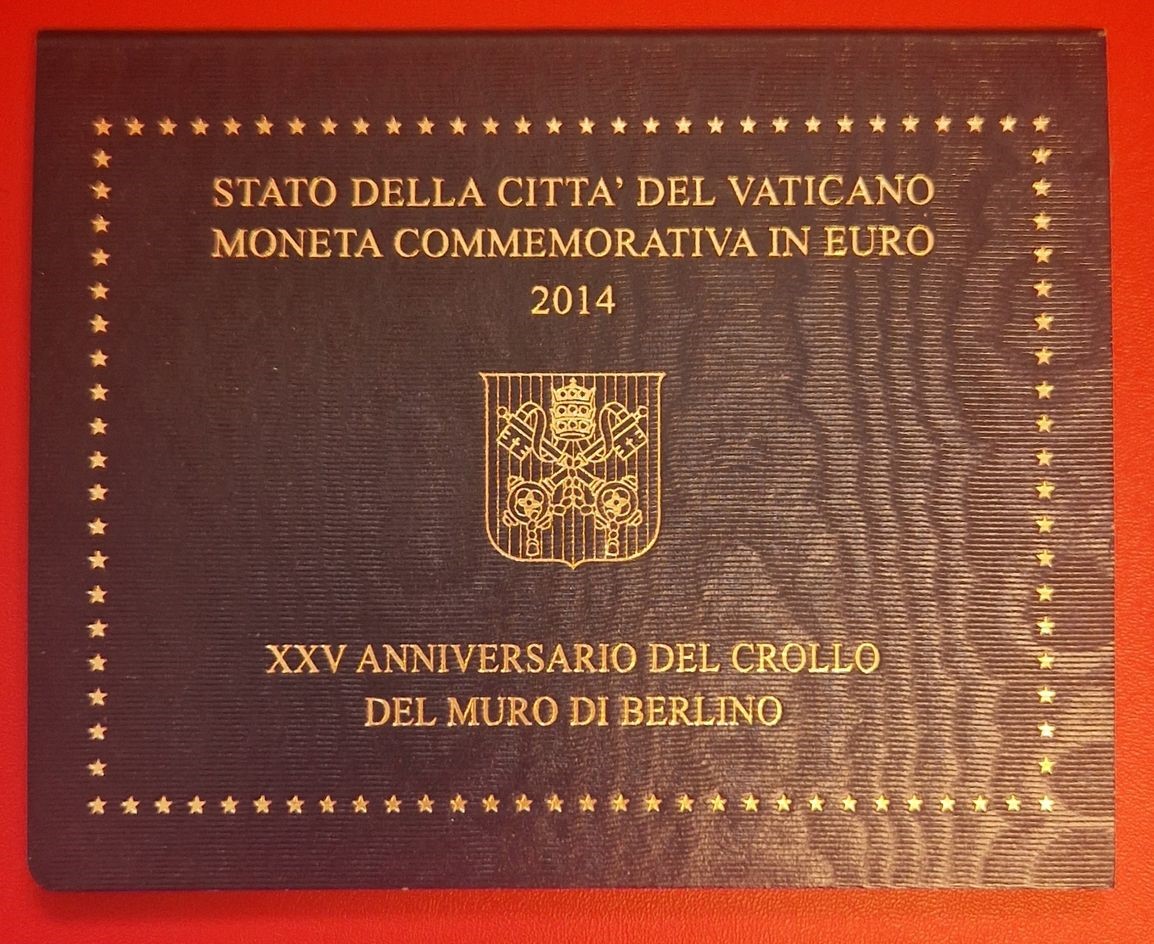 STATO DELLA CITTA' DEL VATICANO
MONETA COMMEMORATIVA IN EURO
2014
XXV ANNIVERSARIO DEL CROLLO
DEL MURO DI BERLINO